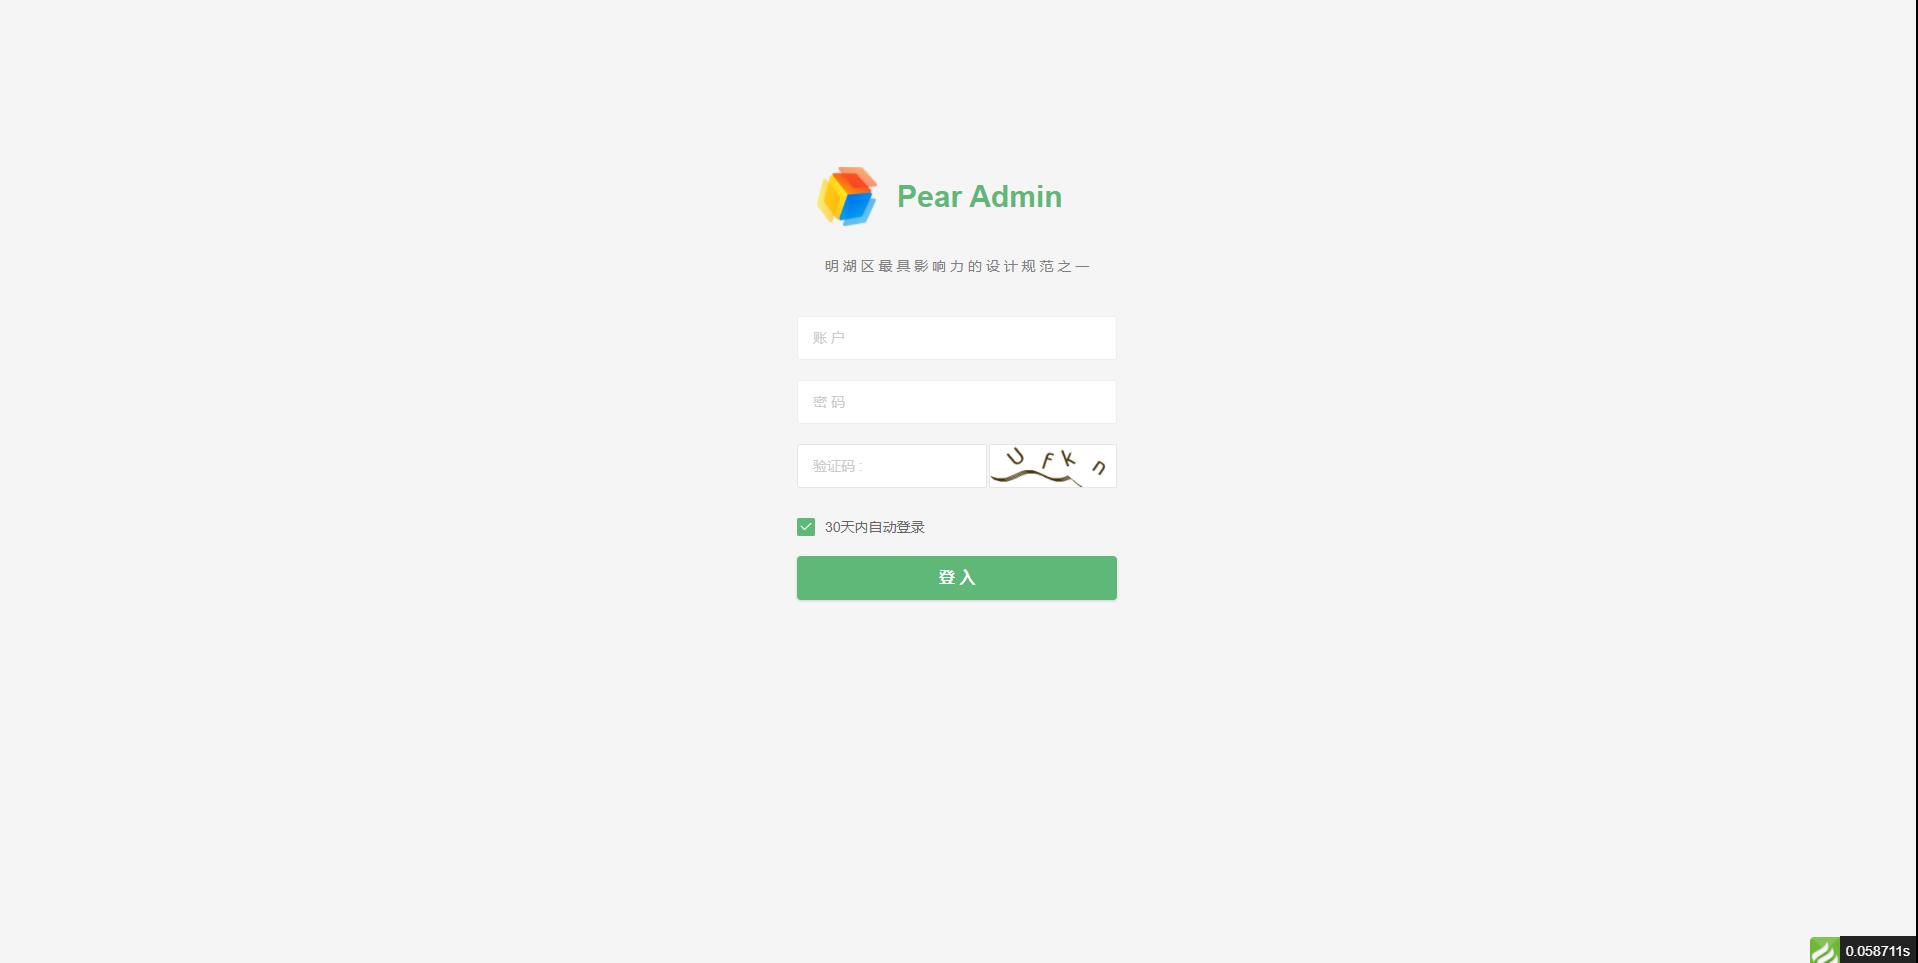 Pear Admin
明湖区最具影响力的设计规范之一
账 户
密 码
验证码 :
U F K n
30天内自动登录
登 入
0.058711s